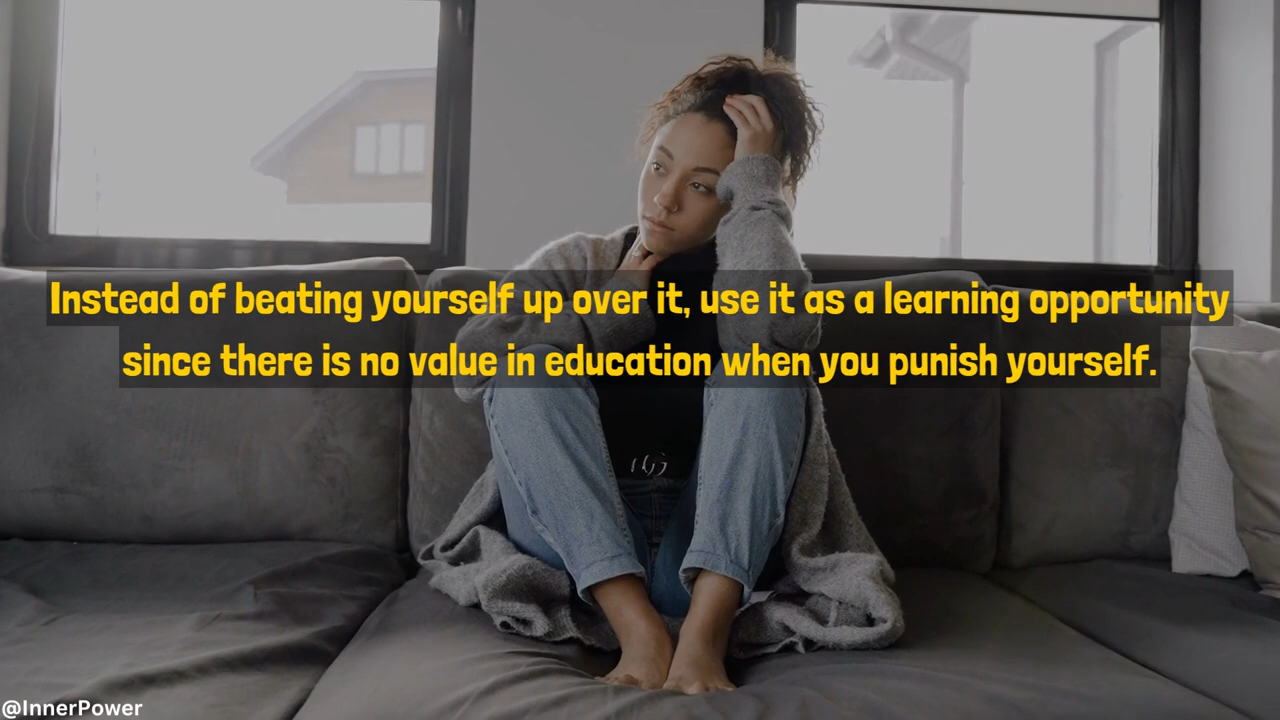 Instead of beating yourself up over it, use it as a learning opportunity
since there is no value in education when you punish yourself.
@InnerPower